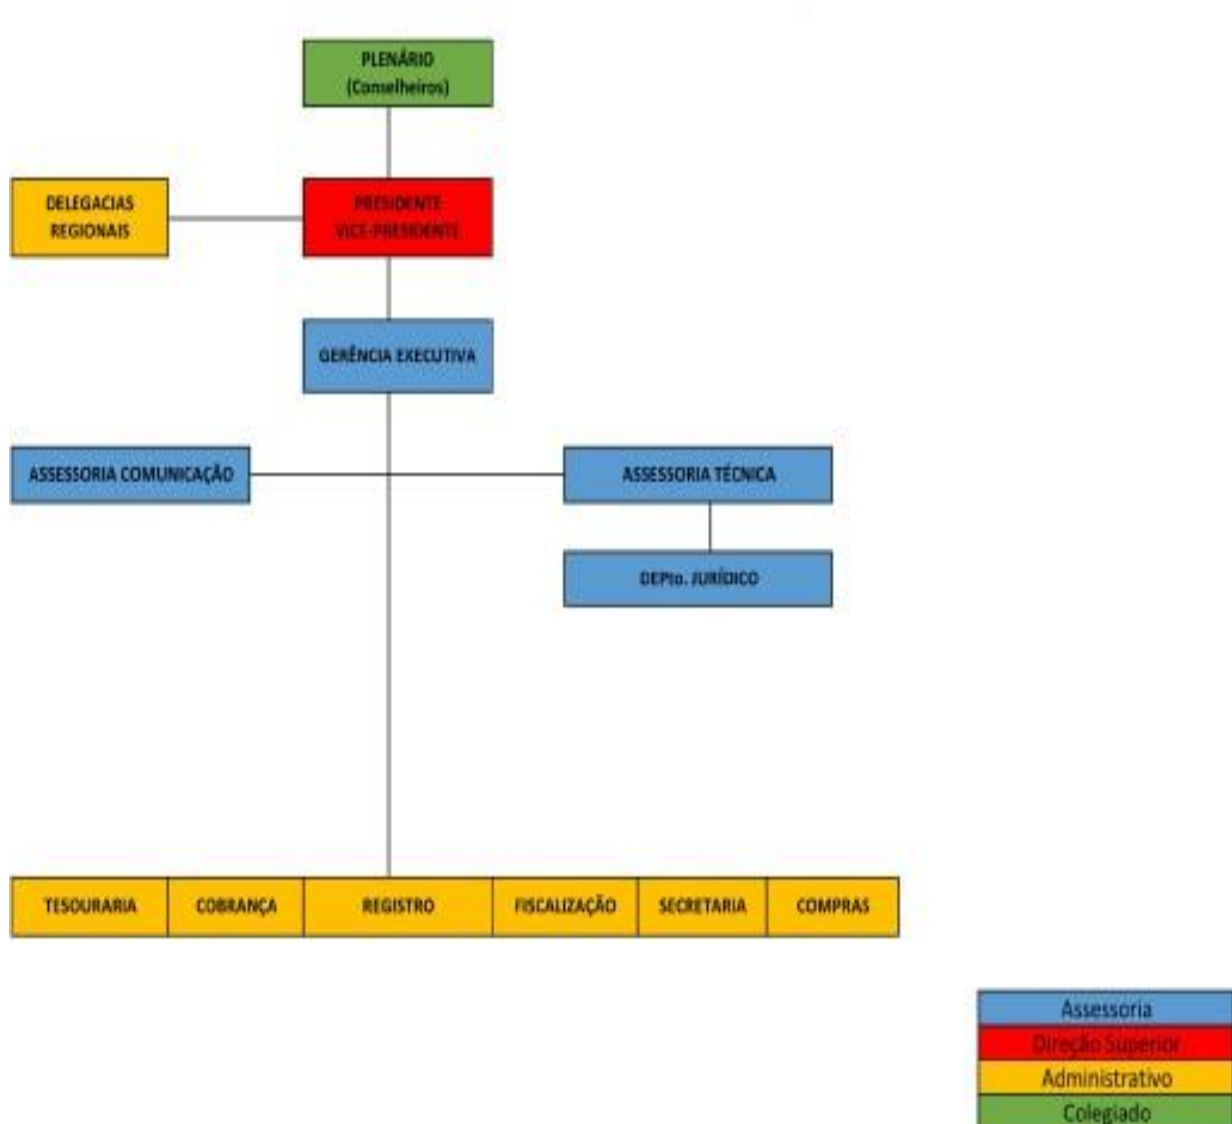 PLENÁRIO
(Conselheiros)
DELEGACIAS
REGIONAIS
PRESIDENTE
VICE-PRESIDENTE
GERÊNCIA EXECUTIVA
ASSESSORIA COMUNICAÇÃO
ASSESSORIA TÉCNICA
DEPto. JURÍDICO
TESOURARIA
COBRANÇA
REGISTRO
FISCALIZAÇÃO
SECRETARIA
COMPRAS
Assessoria
Direção Superior
Administrativo
Colegiado